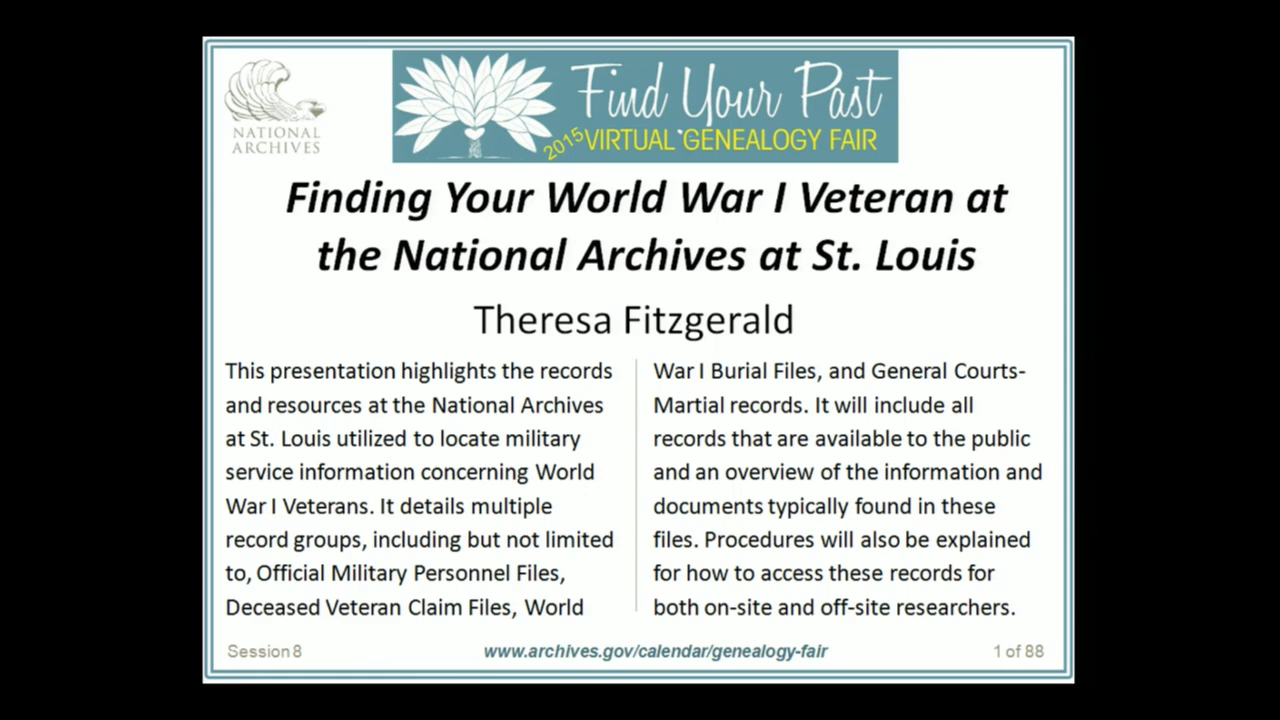 NATIONAL
ARCHIVES
Find Your Past
2015 VIRTUAL GENEALOGY FAIR
Finding Your World War I Veteran at
the National Archives at St. Louis
Theresa Fitzgerald
This presentation highlights the records
and resources at the National Archives
at St. Louis utilized to locate military
service information concerning World
War I Veterans. It details multiple
record groups, including but not limited
to, Official Military Personnel Files,
Deceased Veteran Claim Files, World
War I Burial Files, and General Courts-
Martial records. It will include all
records that are available to the public
and an overview of the information and
documents typically found in these
files. Procedures will also be explained
for how to access these records for
both on-site and off-site researchers.
Session 8
www.archives.gov/calendar/genealogy-fair
1 of 88